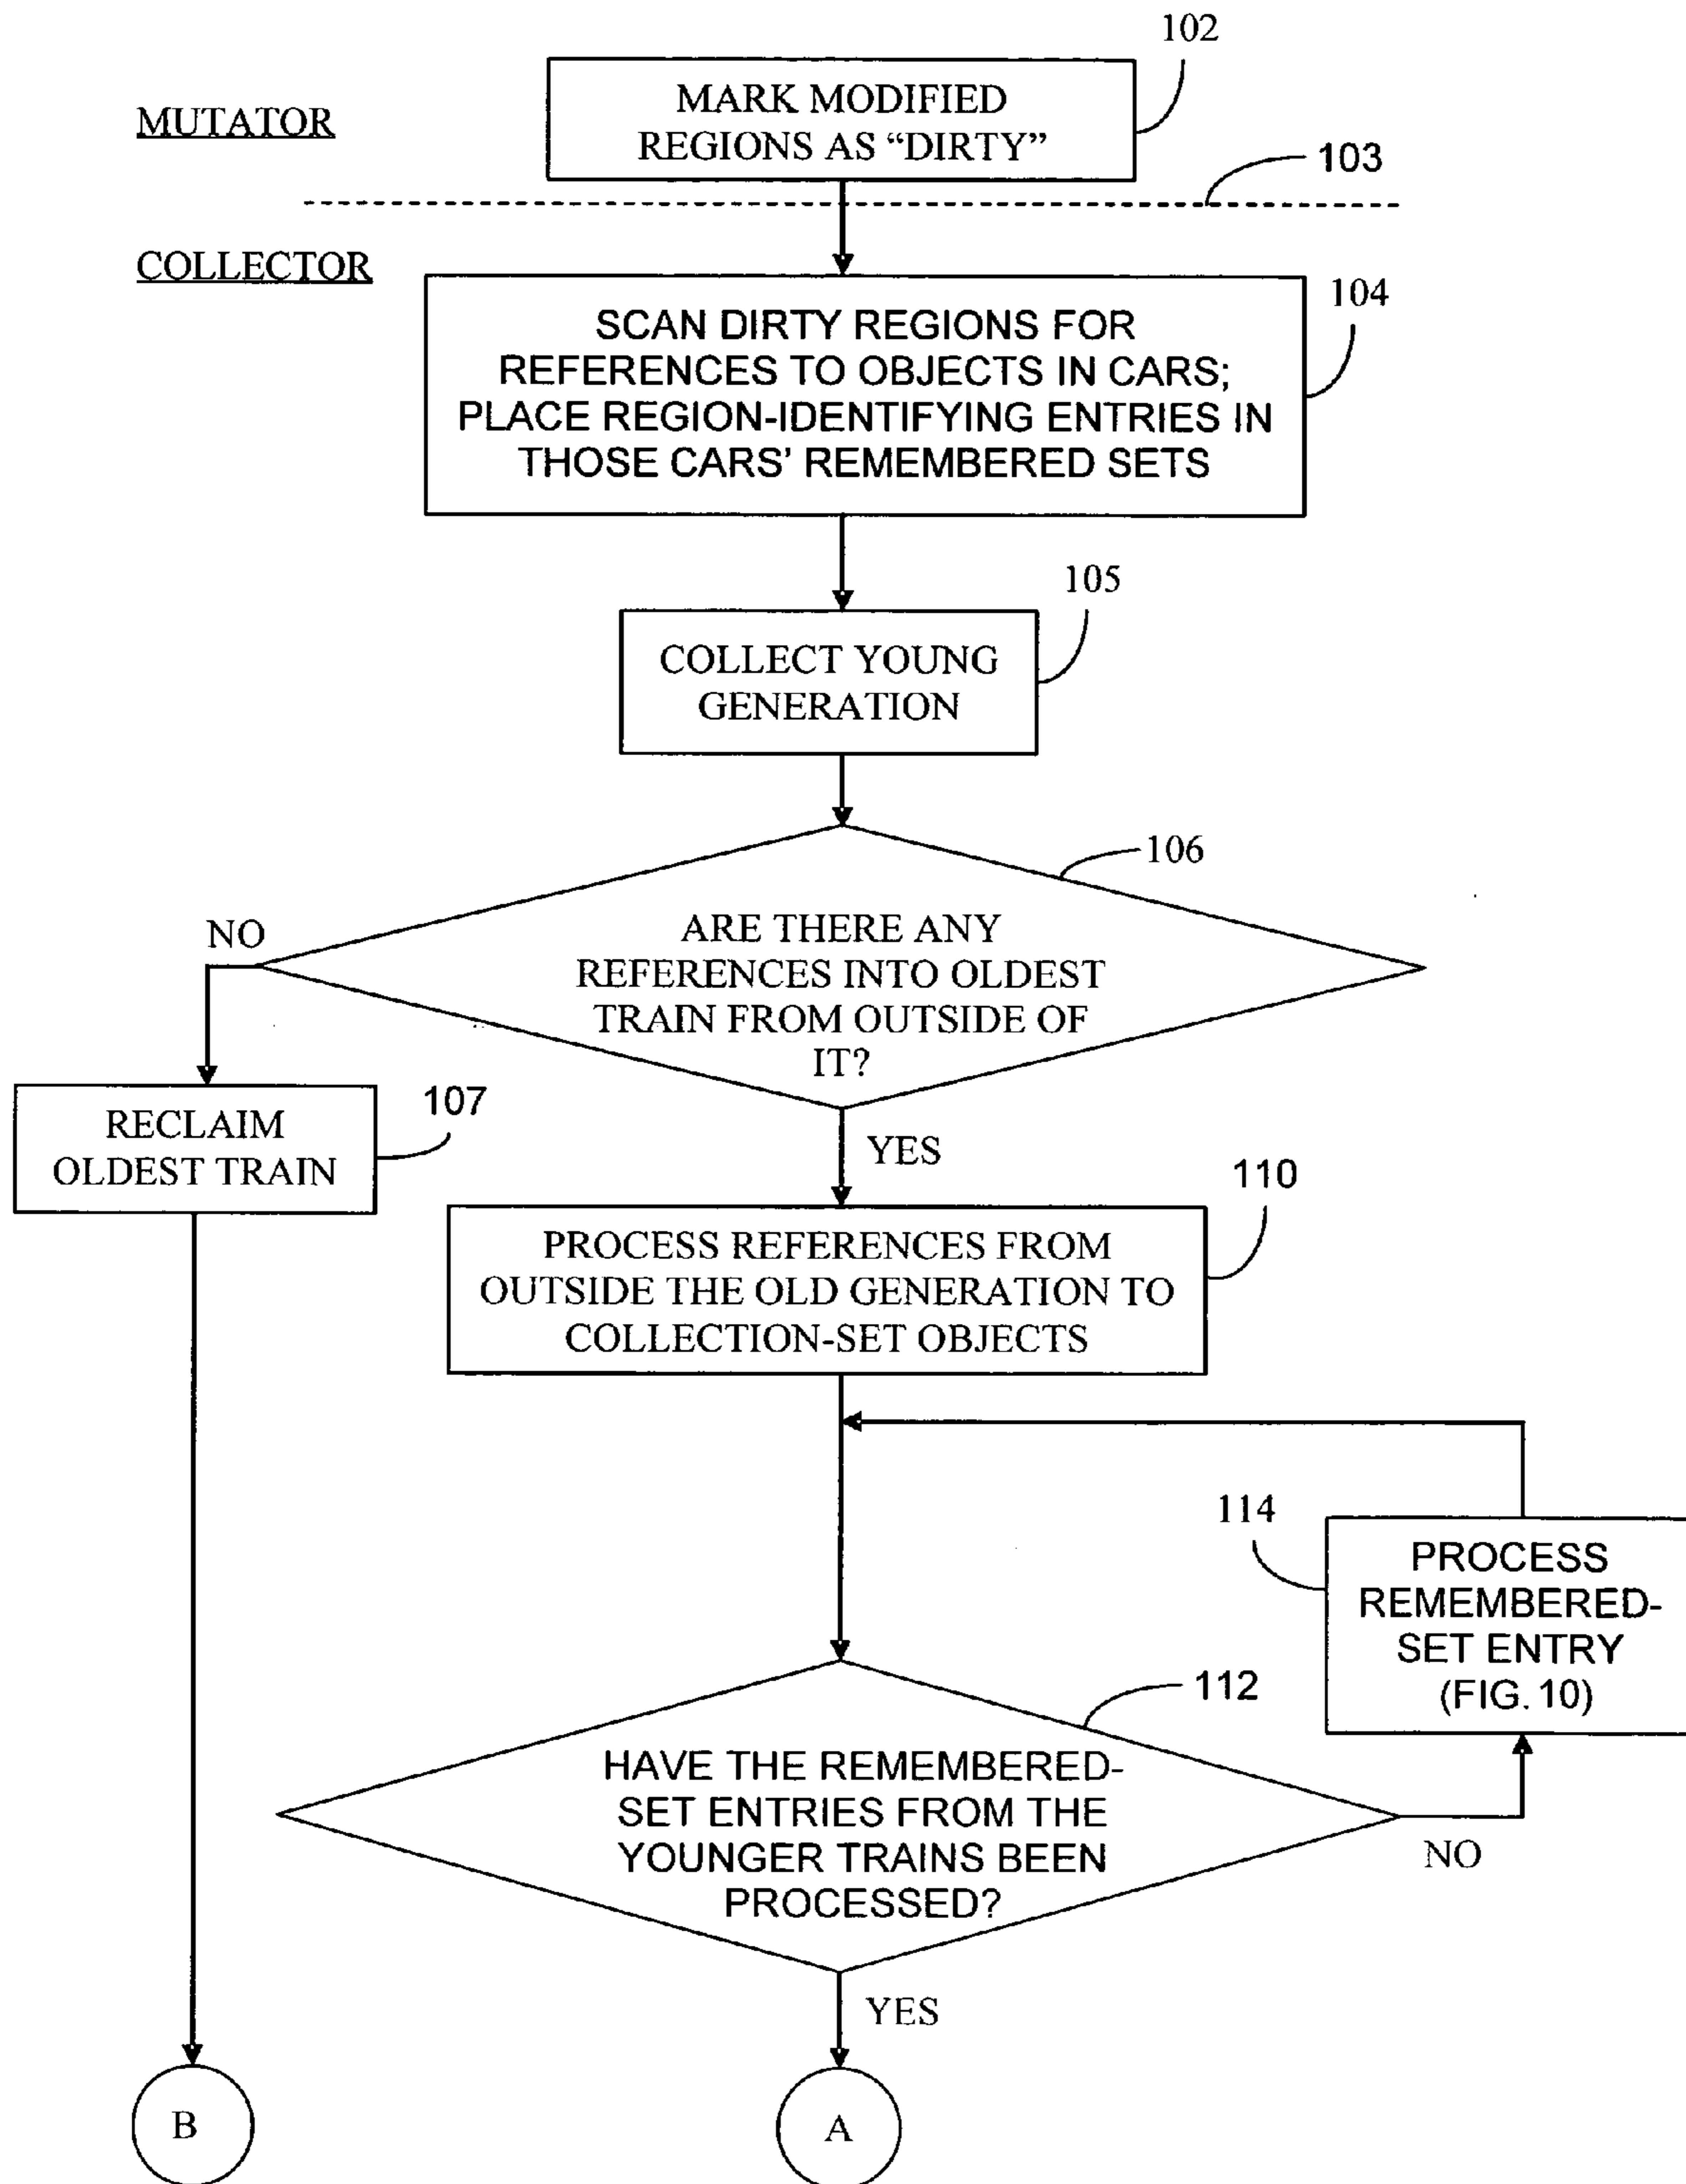 102
MUTATOR
MARK MODIFIED
REGIONS AS “DIRTY”
103
COLLECTOR
104
SCAN DIRTY REGIONS FOR
REFERENCES TO OBJECTS IN CARS;
PLACE REGION-IDENTIFYING ENTRIES IN
THOSE CARS’ REMEMBERED SETS
105
COLLECT YOUNG
GENERATION
106
NO
ARE THERE ANY
REFERENCES INTO OLDEST
TRAIN FROM OUTSIDE OF
IT?
107
RECLAIM
OLDEST TRAIN
YES
110
PROCESS REFERENCES FROM
OUTSIDE THE OLD GENERATION TO
COLLECTION-SET OBJECTS
114
PROCESS
REMEMBERED-
SET ENTRY
(FIG. 10)
112
HAVE THE REMEMBERED-
SET ENTRIES FROM THE
YOUNGER TRAINS BEEN
PROCESSED?
NO
YES
B
A